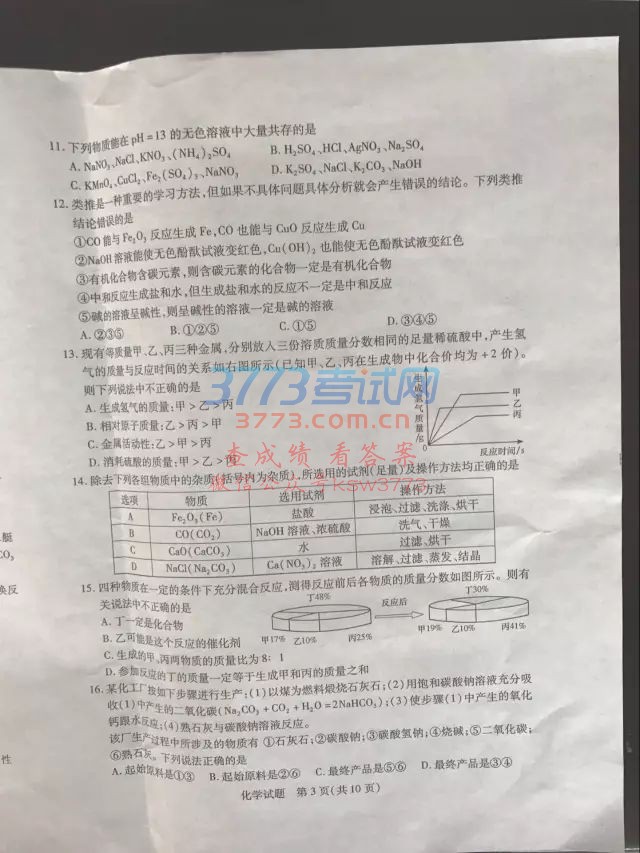 11. 下列物质能在pH=13的无色溶液中大量共存的是
A. NaNO₃、NaCl、KNO₃、(NH₄)₂SO₄ B. H₂SO₄、HCl、AgNO₃、Na₂SO₄
C. KMnO₄、CuCl₂、Fe₂(SO₄)₃、NaNO₃ D. K₂SO₄、NaCl、K₂CO₃、NaOH
12. 类推是一种重要的学习方法,但如果不具体问题具体分析就会产生错误的结论。下列类推
结论错误的是
①CO能与Fe₂O₃反应生成Fe,CO也能与CuO反应生成Cu
②NaOH溶液能使无色酚酞试液变红色,Cu(OH)₂也能使无色酚酞试液变红色
③有机化合物含碳元素,则含碳元素的化合物一定是有机化合物
④中和反应生成盐和水,但生成盐和水的反应不一定是中和反应
⑤碱的溶液呈碱性,则呈碱性的溶液一定是碱的溶液
A. ②③⑤ B. ①②⑤ C. ①⑤ D. ③④⑤
13. 现有等质量甲、乙、丙三种金属,分别放入三份溶质质量分数相同的足量稀硫酸中,产生氢
气的质量与反应时间的关系如右图所示(已知甲、乙、丙在生成物中化合价均为+2价)。
则下列说法中不正确的是
A. 生成氢气的质量:甲>乙>丙
B. 相对原子质量:乙>丙>甲
C. 金属活动性:乙>甲>丙
D. 消耗硫酸的质量:甲>乙>丙
生成氢气质量/g
甲
乙
丙
0
反应时间/s
3773考试网
3773.com.cn
查成绩 看答案
微信公众号ksw3773
14. 除去下列各组物质中的杂质(括号内为杂质),所选用的试剂(足量)及操作方法均正确的是
选项 物质 选用试剂 操作方法
A Fe₂O₃(Fe) 盐酸 浸泡、过滤、洗涤、烘干
B CO(CO₂) NaOH溶液、浓硫酸 洗气、干燥
C CaO(CaCO₃) 水 过滤、烘干
D NaCl(Na₂CO₃) Ca(NO₃)₂溶液 溶解、过滤、蒸发、结晶
15. 四种物质在一定的条件下充分混合反应,测得反应前后各物质的质量分数如图所示。则有
关说法中不正确的是
A. 丁一定是化合物
B. 乙可能是这个反应的催化剂
C. 生成的甲、丙两物质的质量比为8:1
D. 参加反应的丁的质量一定等于生成甲和丙的质量之和
丁48%
甲17% 乙10% 丙25%
反应后
丁30%
甲19% 乙10% 丙41%
16. 某化工厂按如下步骤进行生产:(1)以煤为燃料煅烧石灰石;(2)用饱和碳酸钠溶液充分吸
收(1)中产生的二氧化碳(Na₂CO₃+CO₂+H₂O=2NaHCO₃);(3)使步骤(1)中产生的氧化
钙跟水反应;(4)熟石灰与碳酸钠溶液反应。
该厂生产过程中所涉及的物质有①石灰石;②碳酸钠;③碳酸氢钠;④烧碱;⑤二氧化碳;
⑥熟石灰。下列说法正确的是
A. 起始原料是①③ B. 起始原料是②⑥ C. 最终产品是⑤⑥ D. 最终产品是③④
化学试题 第3页(共10页)
艇
CO₃
换反
性